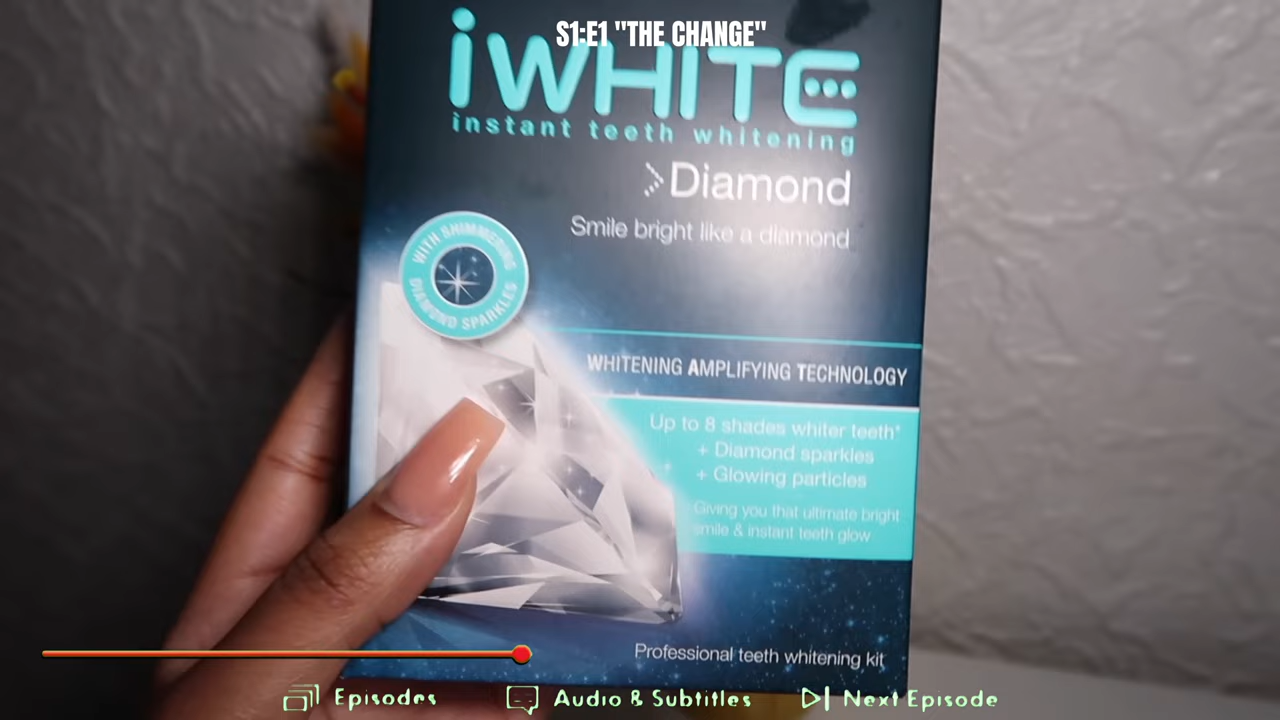 S1:E1 "THE CHANGE"
iWHITE
instant teeth whitening
Diamond
Smile bright like a diamond
WITH SHIMMERING
DIAMOND SPARKLES
WHITENING AMPLIFYING TECHNOLOGY
Up to 8 shades whiter teeth*
+ Diamond sparkles
+ Glowing particles
Giving you that ultimate bright
smile & instant teeth glow
Professional teeth whitening kit
Episodes
Audio & Subtitles
Next Episode